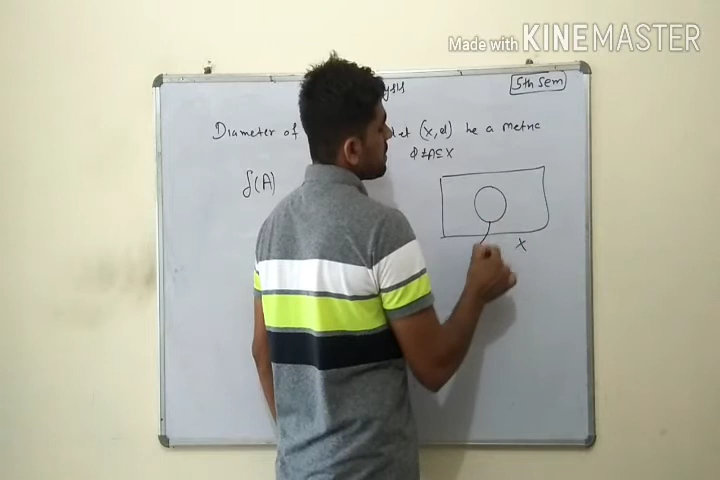 Made with KINEMASTER
5th sem
Diameter of
let (X, d) be a metric
Φ ≠ A ⊆ X
δ(A)
X